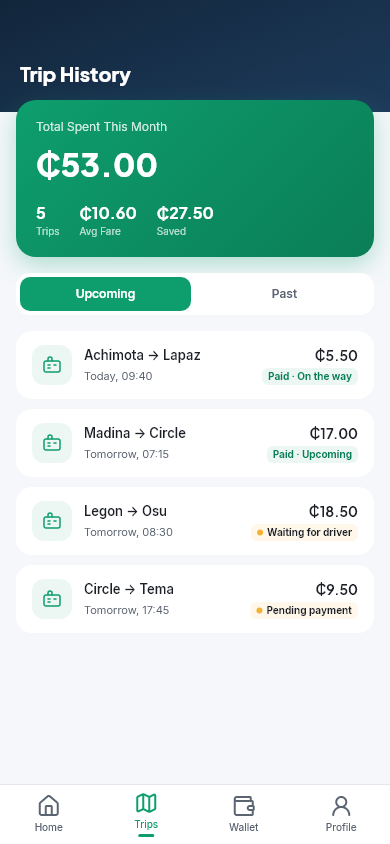 Trip History
Total Spent This Month
₵53.00
5 ₵10.60 ₵27.50
Trips Avg Fare Saved
Upcoming Past
Achimota → Lapaz ₵5.50
Today, 09:40 Paid · On the way
Madina → Circle ₵17.00
Tomorrow, 07:15 Paid · Upcoming
Legon → Osu ₵18.50
Tomorrow, 08:30 Waiting for driver
Circle → Tema ₵9.50
Tomorrow, 17:45 Pending payment
Home Trips Wallet Profile